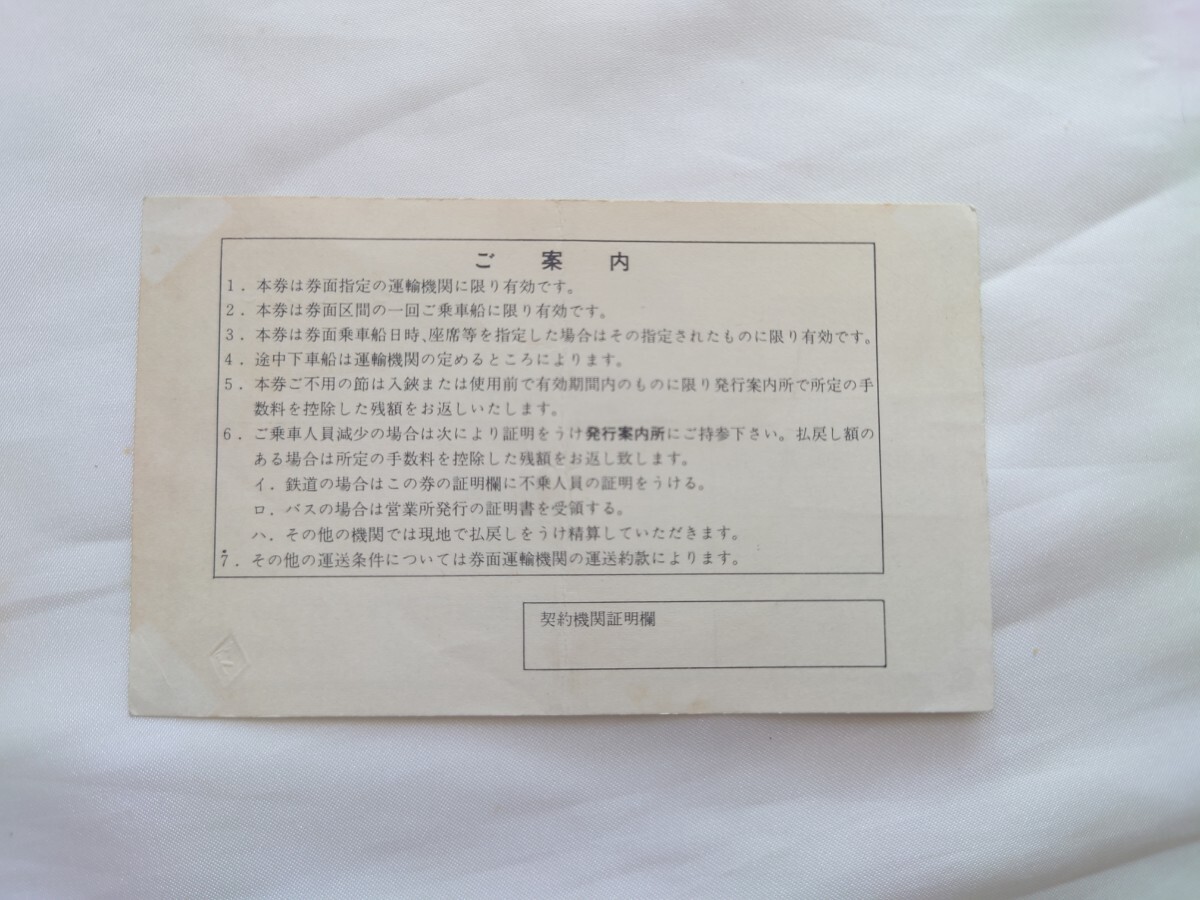 ご案内
1．本券は券面指定の運輸機関に限り有効です。
2．本券は券面区間の一回ご乗車船に限り有効です。
3．本券は券面乗車船日時、座席等を指定した場合はその指定されたものに限り有効です。
4．途中下車船は運輸機関の定めるところによります。
5．本券ご不用の節は入鋏または使用前で有効期間内のものに限り発行案内所で所定の手
数料を控除した残額をお返しいたします。
6．ご乗車人員減少の場合は次により証明をうけ発行案内所にご持参下さい。払戻し額の
ある場合は所定の手数料を控除した残額をお返し致します。
イ．鉄道の場合はこの券の証明欄に不乗人員の証明をうける。
ロ．バスの場合は営業所発行の証明書を受領する。
ハ．その他の機関では現地で払戻しをうけ精算していただきます。
7．その他の運送条件については券面運輸機関の運送約款によります。
契約機関証明欄